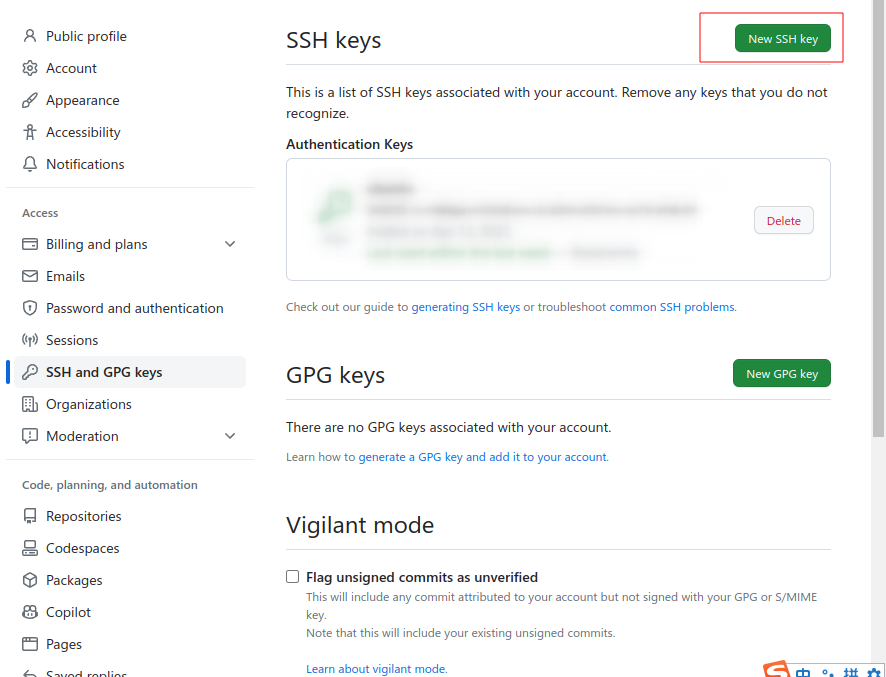 Public profile
Account
Appearance
Accessibility
Notifications
Access
Billing and plans
Emails
Password and authentication
Sessions
SSH and GPG keys
Organizations
Moderation
Code, planning, and automation
Repositories
Codespaces
Packages
Copilot
Pages
Saved replies
SSH keys
New SSH key
This is a list of SSH keys associated with your account. Remove any keys that you do not
recognize.
Authentication Keys
Delete
Check out our guide to generating SSH keys or troubleshoot common SSH problems.
GPG keys
New GPG key
There are no GPG keys associated with your account.
Learn how to generate a GPG key and add it to your account.
Vigilant mode
Flag unsigned commits as unverified
This will include any commit attributed to your account but not signed with your GPG or S/MIME
key.
Note that this will include your existing unsigned commits.
Learn about vigilant mode.
S 中 拼